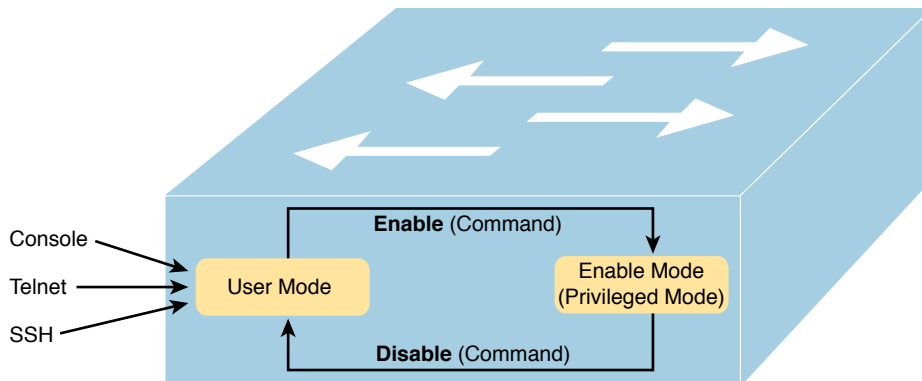 Enable (Command)
Console
Telnet
SSH
User Mode
Enable Mode
(Privileged Mode)
Disable (Command)